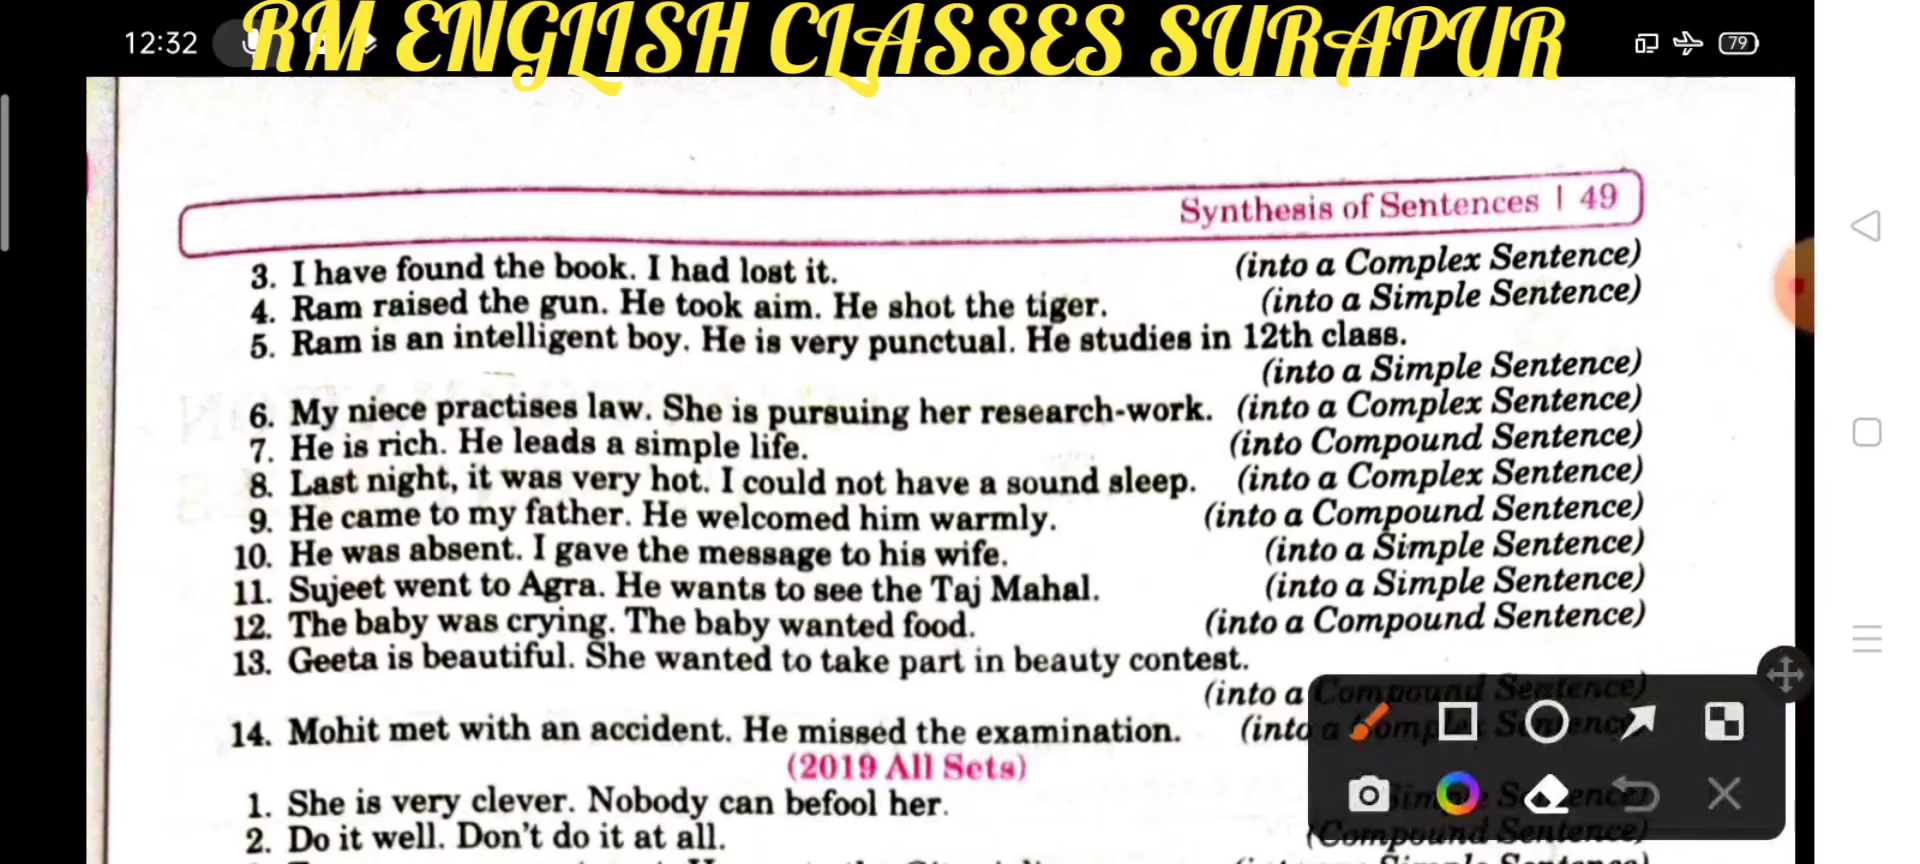 RM ENGLISH CLASSES SURAPUR
12:32
79
Synthesis of Sentences | 49
3. I have found the book. I had lost it. (into a Complex Sentence)
4. Ram raised the gun. He took aim. He shot the tiger. (into a Simple Sentence)
5. Ram is an intelligent boy. He is very punctual. He studies in 12th class.
(into a Simple Sentence)
6. My niece practises law. She is pursuing her research-work. (into a Complex Sentence)
7. He is rich. He leads a simple life. (into Compound Sentence)
8. Last night, it was very hot. I could not have a sound sleep. (into a Complex Sentence)
9. He came to my father. He welcomed him warmly. (into a Compound Sentence)
10. He was absent. I gave the message to his wife. (into a Simple Sentence)
11. Sujeet went to Agra. He wants to see the Taj Mahal. (into a Simple Sentence)
12. The baby was crying. The baby wanted food. (into a Compound Sentence)
13. Geeta is beautiful. She wanted to take part in beauty contest.
(into a Compound Sentence)
14. Mohit met with an accident. He missed the examination. (into a Complex Sentence)
(2019 All Sets)
1. She is very clever. Nobody can befool her.
2. Do it well. Don't do it at all. (Compound Sentence)